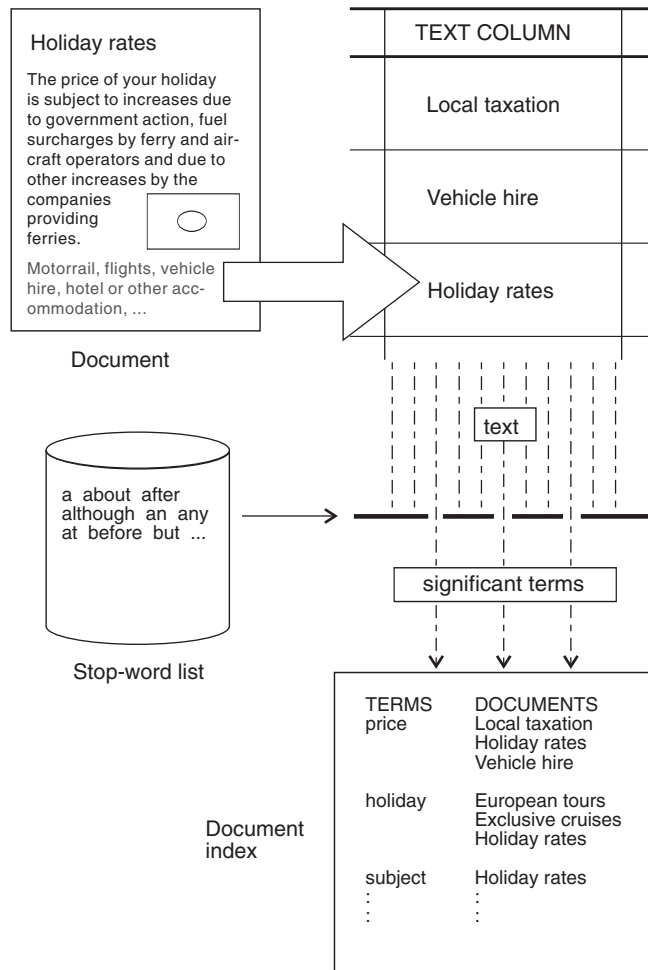 Holiday rates
The price of your holiday
is subject to increases due
to government action, fuel
surcharges by ferry and air-
craft operators and due to
other increases by the
companies
providing
ferries.
Motorrail, flights, vehicle
hire, hotel or other acc-
ommodation, ...
Document
TEXT COLUMN
Local taxation
Vehicle hire
Holiday rates
text
a about after
although an any
at before but ...
Stop-word list
significant terms
Document
index
TERMS DOCUMENTS
price Local taxation
Holiday rates
Vehicle hire
holiday European tours
Exclusive cruises
Holiday rates
subject Holiday rates
: :
: :